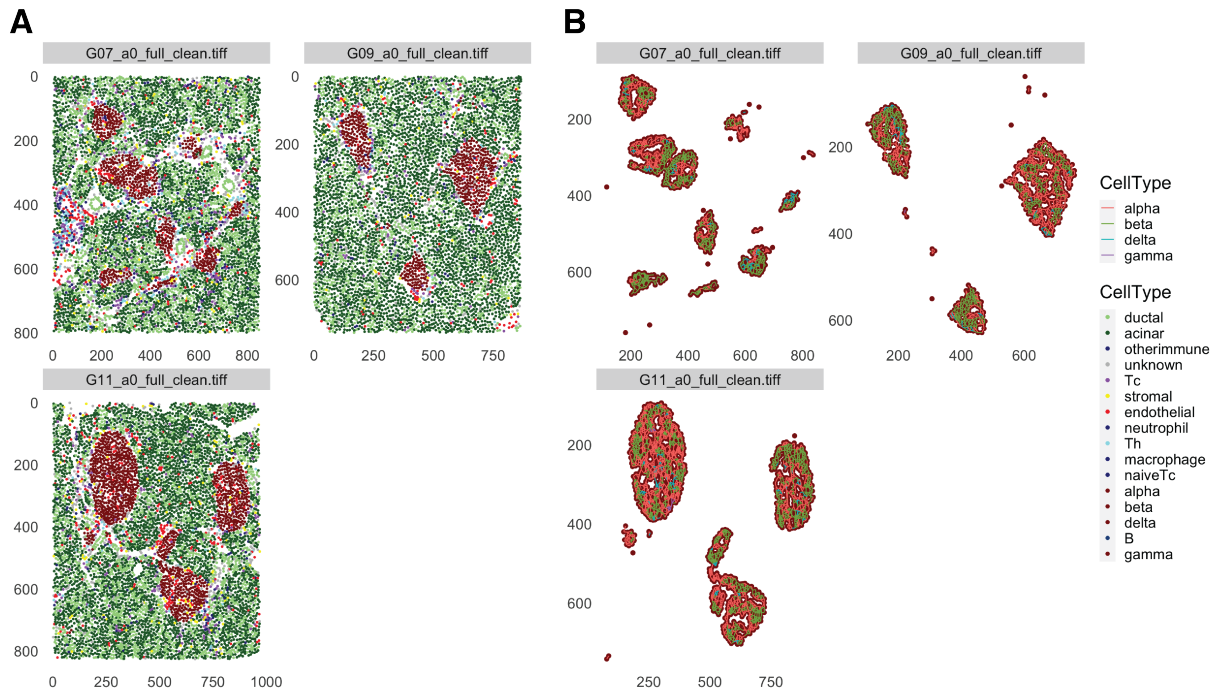 A
B
G07_a0_full_clean.tiff
G09_a0_full_clean.tiff
0
200
400
600
800
0
200
400
600
0 200 400 600 800
0 250 500 750
G11_a0_full_clean.tiff
0
200
400
600
800
0 250 500 750 1000
G07_a0_full_clean.tiff
G09_a0_full_clean.tiff
200
400
600
200
400
600
200 400 600 800
200 400 600
G11_a0_full_clean.tiff
200
400
600
250 500 750
CellType
alpha
beta
delta
gamma
CellType
ductal
acinar
otherimmune
unknown
Tc
stromal
endothelial
neutrophil
Th
macrophage
naiveTc
alpha
beta
delta
B
gamma